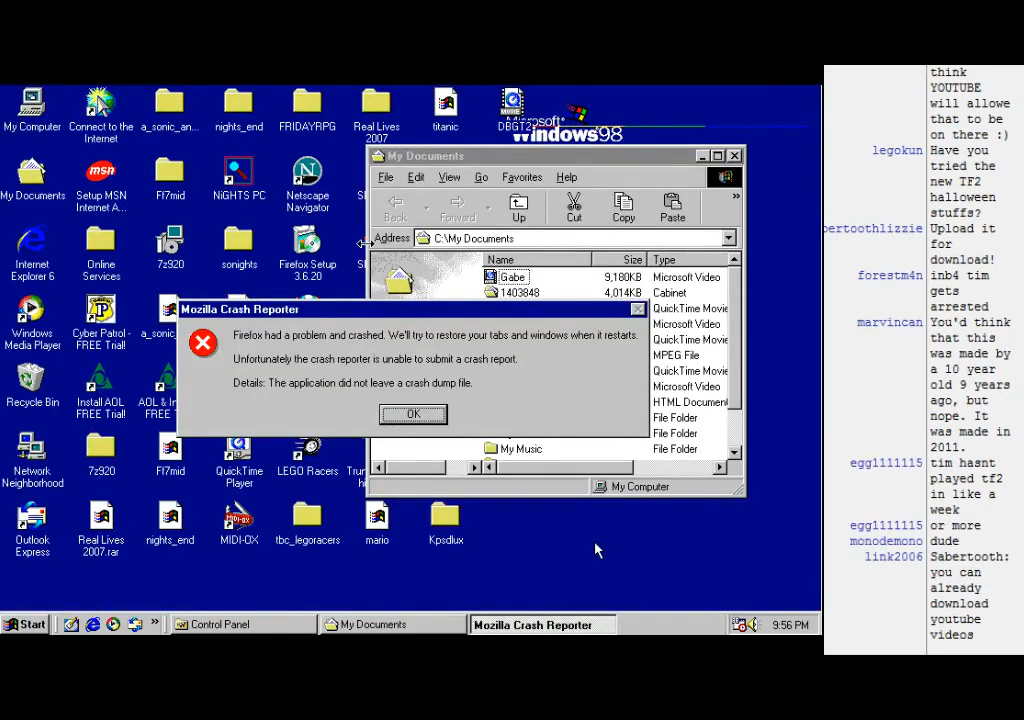 My Computer
Connect to the
Internet
a_sonic_an...
nights_end
FRIDAYRPG
Real Lives
2007
titanic
Microsoft
Windows 98
My Documents
Setup MSN
Internet A...
Ff7mid
NiGHTS PC
Netscape
Navigator
Internet
Explorer 6
Online
Services
7z920
sonights
Firefox Setup
3.6.20
Windows
Media Player
Cyber Patrol -
FREE Trial!
Recycle Bin
Install AOL
FREE Trial!
Network
Neighborhood
7z920
Ff7mid
QuickTime
Player
LEGO Racers
Outlook
Express
Real Lives
2007.rar
nights_end
MIDI-OX
tbc_legoracers
mario
Kpsdlux
My Documents
File Edit View Go Favorites Help
Back Forward Up Cut Copy Paste
Address C:\My Documents
Name Size Type
Gabe 9,180KB Microsoft Video
1403848 4,014KB Cabinet
QuickTime Movie
Microsoft Video
QuickTime Movie
MPEG File
QuickTime Movie
Microsoft Video
HTML Document
File Folder
File Folder
My Music File Folder
My Computer
Mozilla Crash Reporter
Firefox had a problem and crashed. We'll try to restore your tabs and windows when it restarts.
Unfortunately the crash reporter is unable to submit a crash report.
Details: The application did not leave a crash dump file.
OK
Start Control Panel My Documents Mozilla Crash Reporter 9:56 PM
think
YOUTUBE
will allowe
that to be
on there :)
legokun Have you
tried the
new TF2
halloween
stuffs?
bertoothlizzie Upload it
for
download!
forestm4n inb4 tim
gets
arrested
marvincan You'd think
that this
was made by
a 10 year
old 9 years
ago, but
nope. It
was made in
2011.
egg1111115 tim hasnt
played tf2
in like a
week
egg1111115 or more
monodemono dude
link2006 Sabertooth:
you can
already
download
youtube
videos